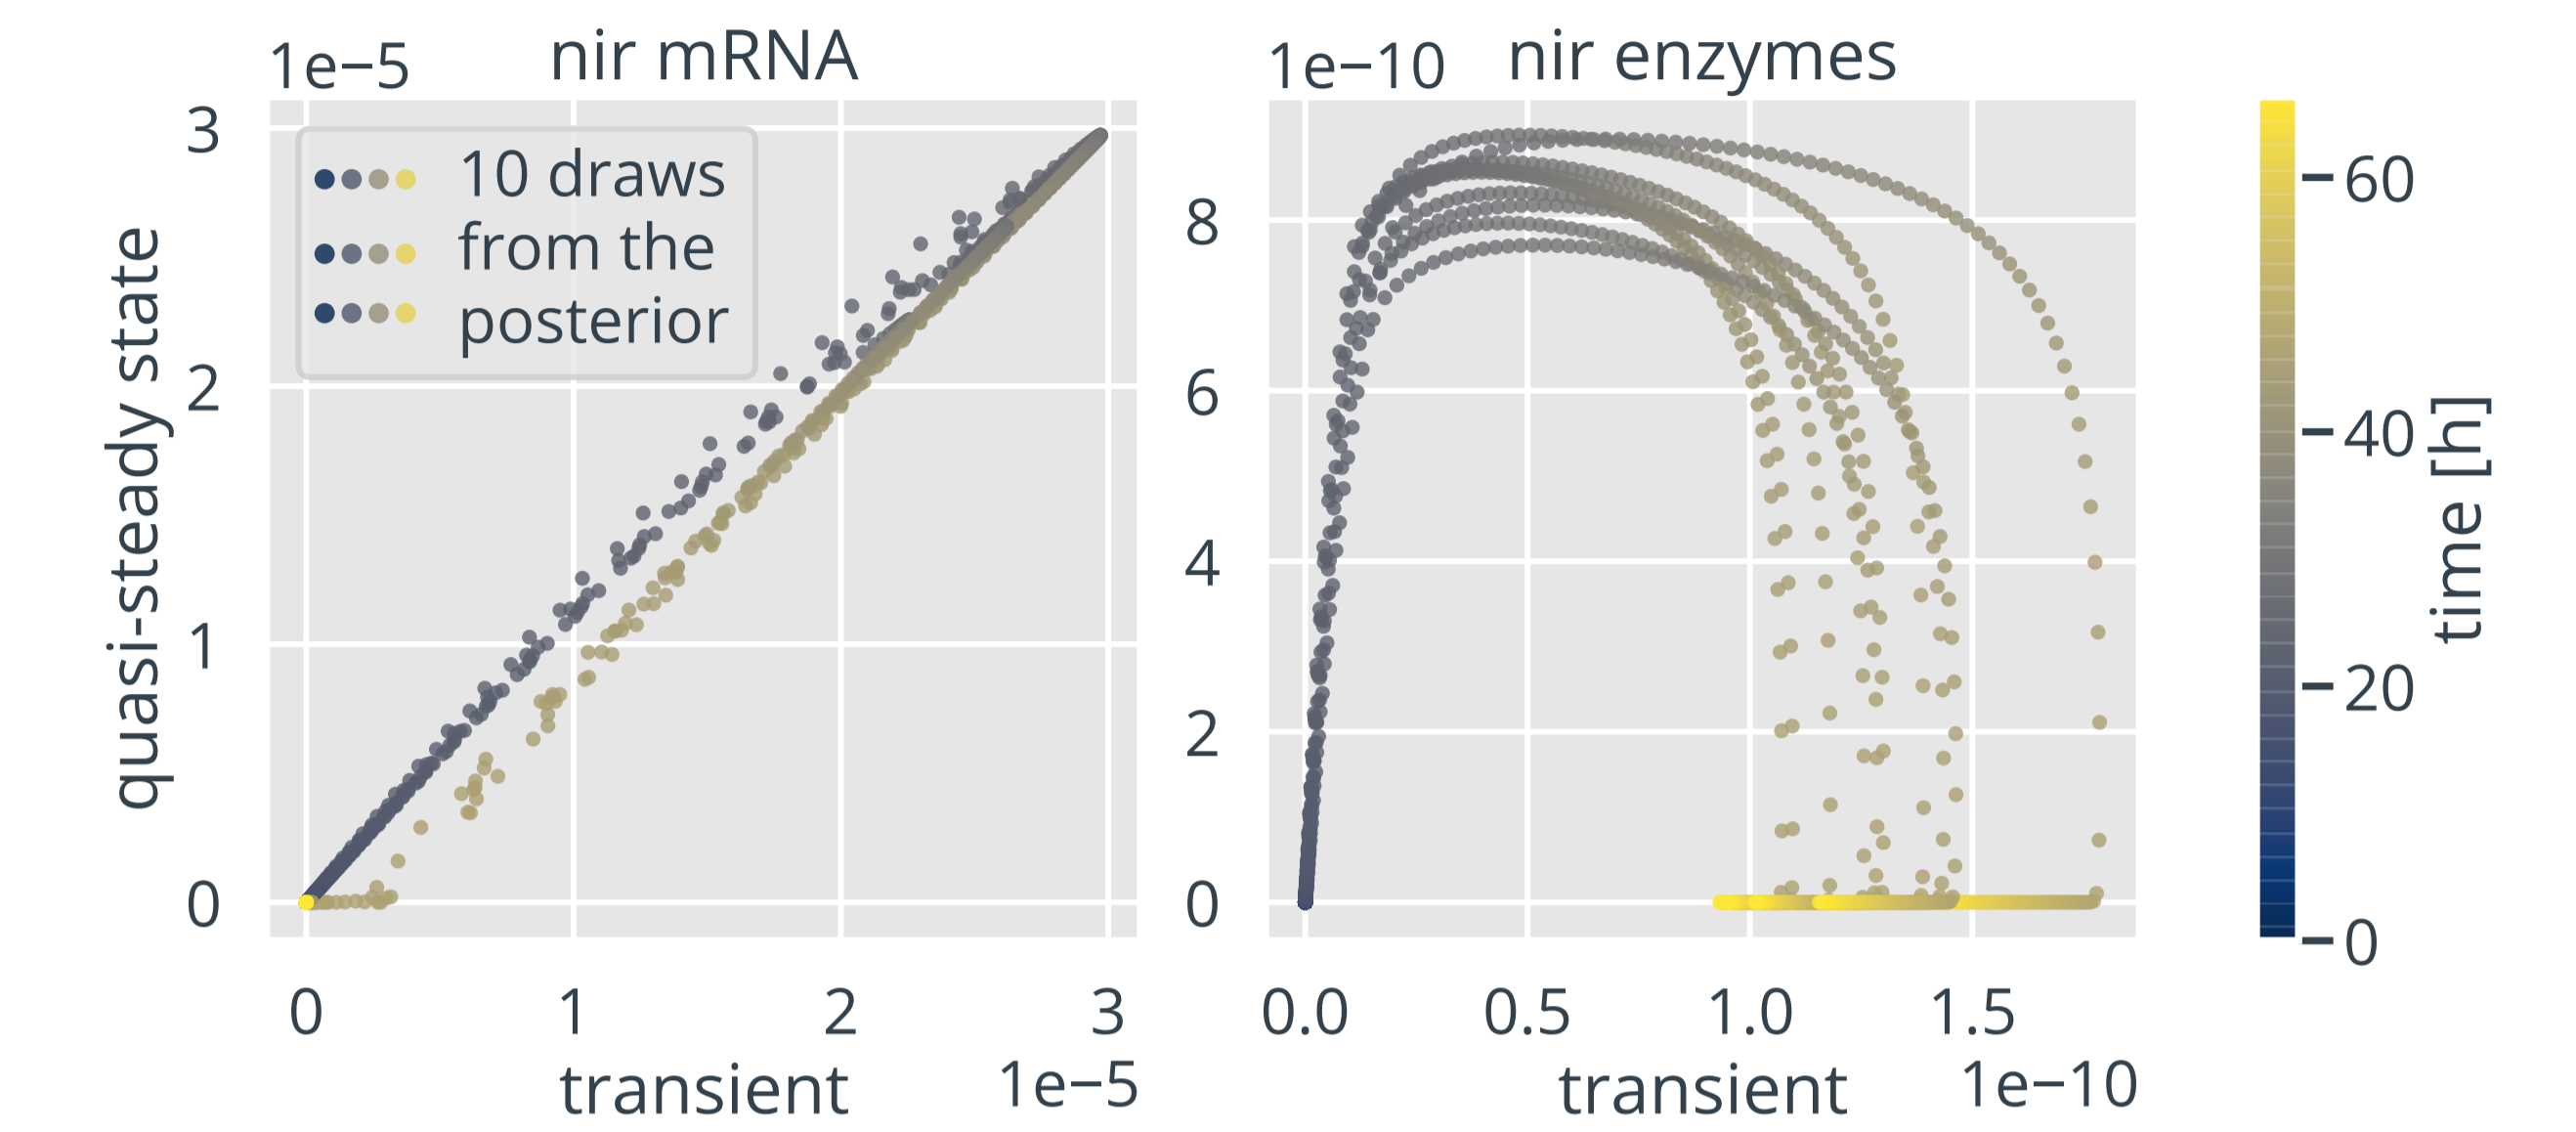 1e−5
nir mRNA
1e−10
nir enzymes
3
2
1
0
quasi-steady state
10 draws
from the
posterior
0
1
2
3
transient
1e−5
8
6
4
2
0
0.0
0.5
1.0
1.5
transient
1e−10
60
40
20
0
time [h]